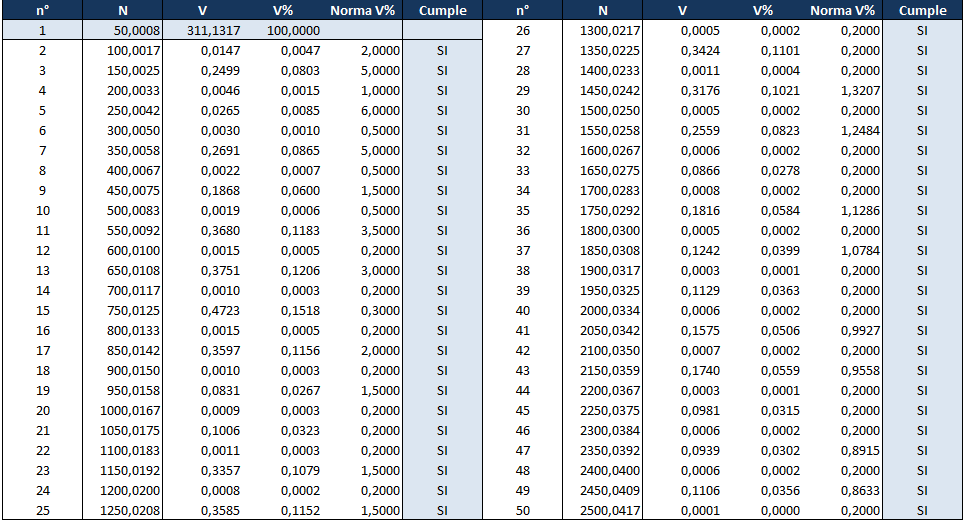 n° N V V% Norma V% Cumple n° N V V% Norma V% Cumple
1 50,0008 311,1317 100,0000 26 1300,0217 0,0005 0,0002 0,2000 SI
2 100,0017 0,0147 0,0047 2,0000 SI 27 1350,0225 0,3424 0,1101 0,2000 SI
3 150,0025 0,2499 0,0803 5,0000 SI 28 1400,0233 0,0011 0,0004 0,2000 SI
4 200,0033 0,0046 0,0015 1,0000 SI 29 1450,0242 0,3176 0,1021 1,3207 SI
5 250,0042 0,0265 0,0085 6,0000 SI 30 1500,0250 0,0005 0,0002 0,2000 SI
6 300,0050 0,0030 0,0010 0,5000 SI 31 1550,0258 0,2559 0,0823 1,2484 SI
7 350,0058 0,2691 0,0865 5,0000 SI 32 1600,0267 0,0006 0,0002 0,2000 SI
8 400,0067 0,0022 0,0007 0,5000 SI 33 1650,0275 0,0866 0,0278 0,2000 SI
9 450,0075 0,1868 0,0600 1,5000 SI 34 1700,0283 0,0008 0,0002 0,2000 SI
10 500,0083 0,0019 0,0006 0,5000 SI 35 1750,0292 0,1816 0,0584 1,1286 SI
11 550,0092 0,3680 0,1183 3,5000 SI 36 1800,0300 0,0005 0,0002 0,2000 SI
12 600,0100 0,0015 0,0005 0,2000 SI 37 1850,0308 0,1242 0,0399 1,0784 SI
13 650,0108 0,3751 0,1206 3,0000 SI 38 1900,0317 0,0003 0,0001 0,2000 SI
14 700,0117 0,0010 0,0003 0,2000 SI 39 1950,0325 0,1129 0,0363 0,2000 SI
15 750,0125 0,4723 0,1518 0,3000 SI 40 2000,0334 0,0006 0,0002 0,2000 SI
16 800,0133 0,0015 0,0005 0,2000 SI 41 2050,0342 0,1575 0,0506 0,9927 SI
17 850,0142 0,3597 0,1156 2,0000 SI 42 2100,0350 0,0007 0,0002 0,2000 SI
18 900,0150 0,0010 0,0003 0,2000 SI 43 2150,0359 0,1740 0,0559 0,9558 SI
19 950,0158 0,0831 0,0267 1,5000 SI 44 2200,0367 0,0003 0,0001 0,2000 SI
20 1000,0167 0,0009 0,0003 0,2000 SI 45 2250,0375 0,0981 0,0315 0,2000 SI
21 1050,0175 0,1006 0,0323 0,2000 SI 46 2300,0384 0,0006 0,0002 0,2000 SI
22 1100,0183 0,0011 0,0003 0,2000 SI 47 2350,0392 0,0939 0,0302 0,8915 SI
23 1150,0192 0,3357 0,1079 1,5000 SI 48 2400,0400 0,0006 0,0002 0,2000 SI
24 1200,0200 0,0008 0,0002 0,2000 SI 49 2450,0409 0,1106 0,0356 0,8633 SI
25 1250,0208 0,3585 0,1152 1,5000 SI 50 2500,0417 0,0001 0,0000 0,2000 SI